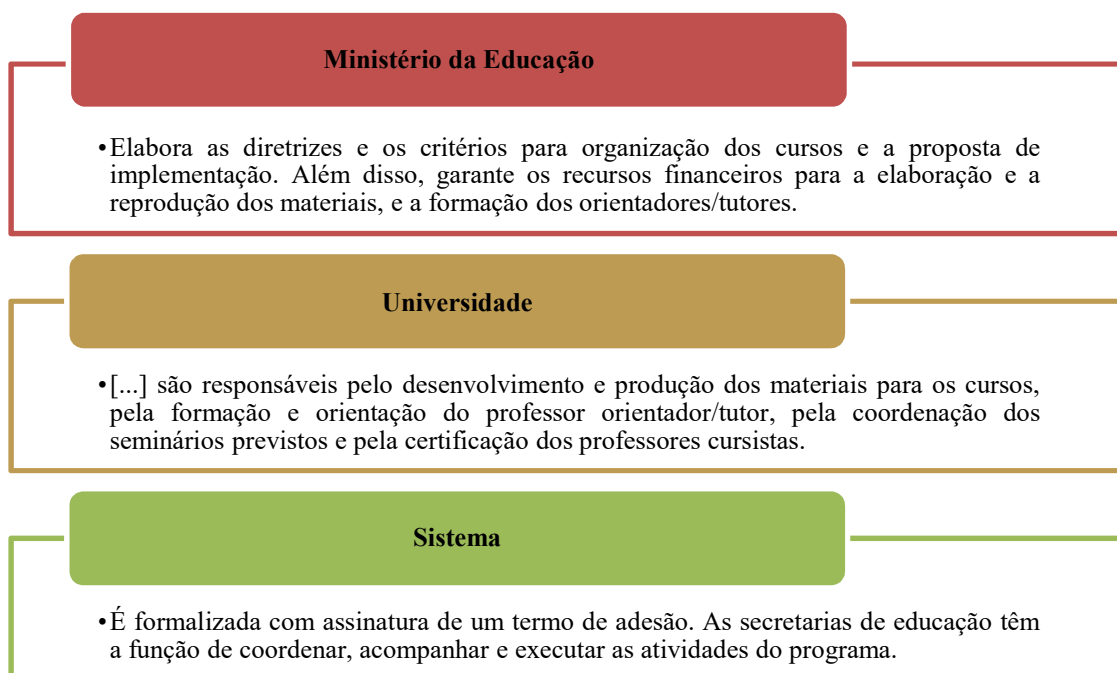 Ministério da Educação
•Elabora as diretrizes e os critérios para organização dos cursos e a proposta de
implementação. Além disso, garante os recursos financeiros para a elaboração e a
reprodução dos materiais, e a formação dos orientadores/tutores.
Universidade
•[...] são responsáveis pelo desenvolvimento e produção dos materiais para os cursos,
pela formação e orientação do professor orientador/tutor, pela coordenação dos
seminários previstos e pela certificação dos professores cursistas.
Sistema
•É formalizada com assinatura de um termo de adesão. As secretarias de educação têm
a função de coordenar, acompanhar e executar as atividades do programa.